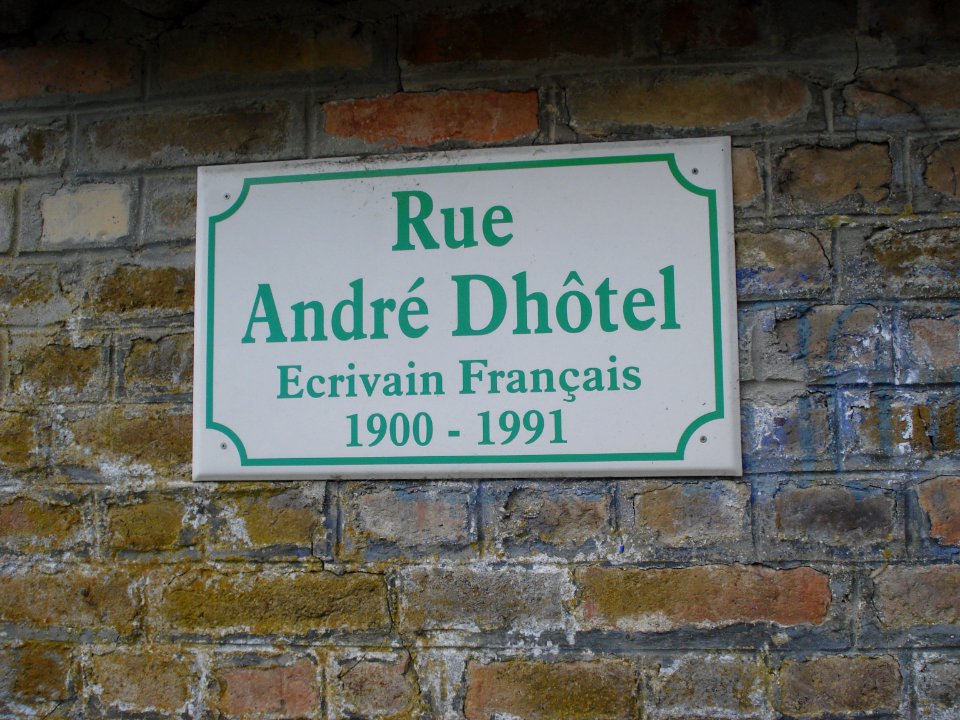 Rue
André Dhôtel
Ecrivain Français
1900 - 1991